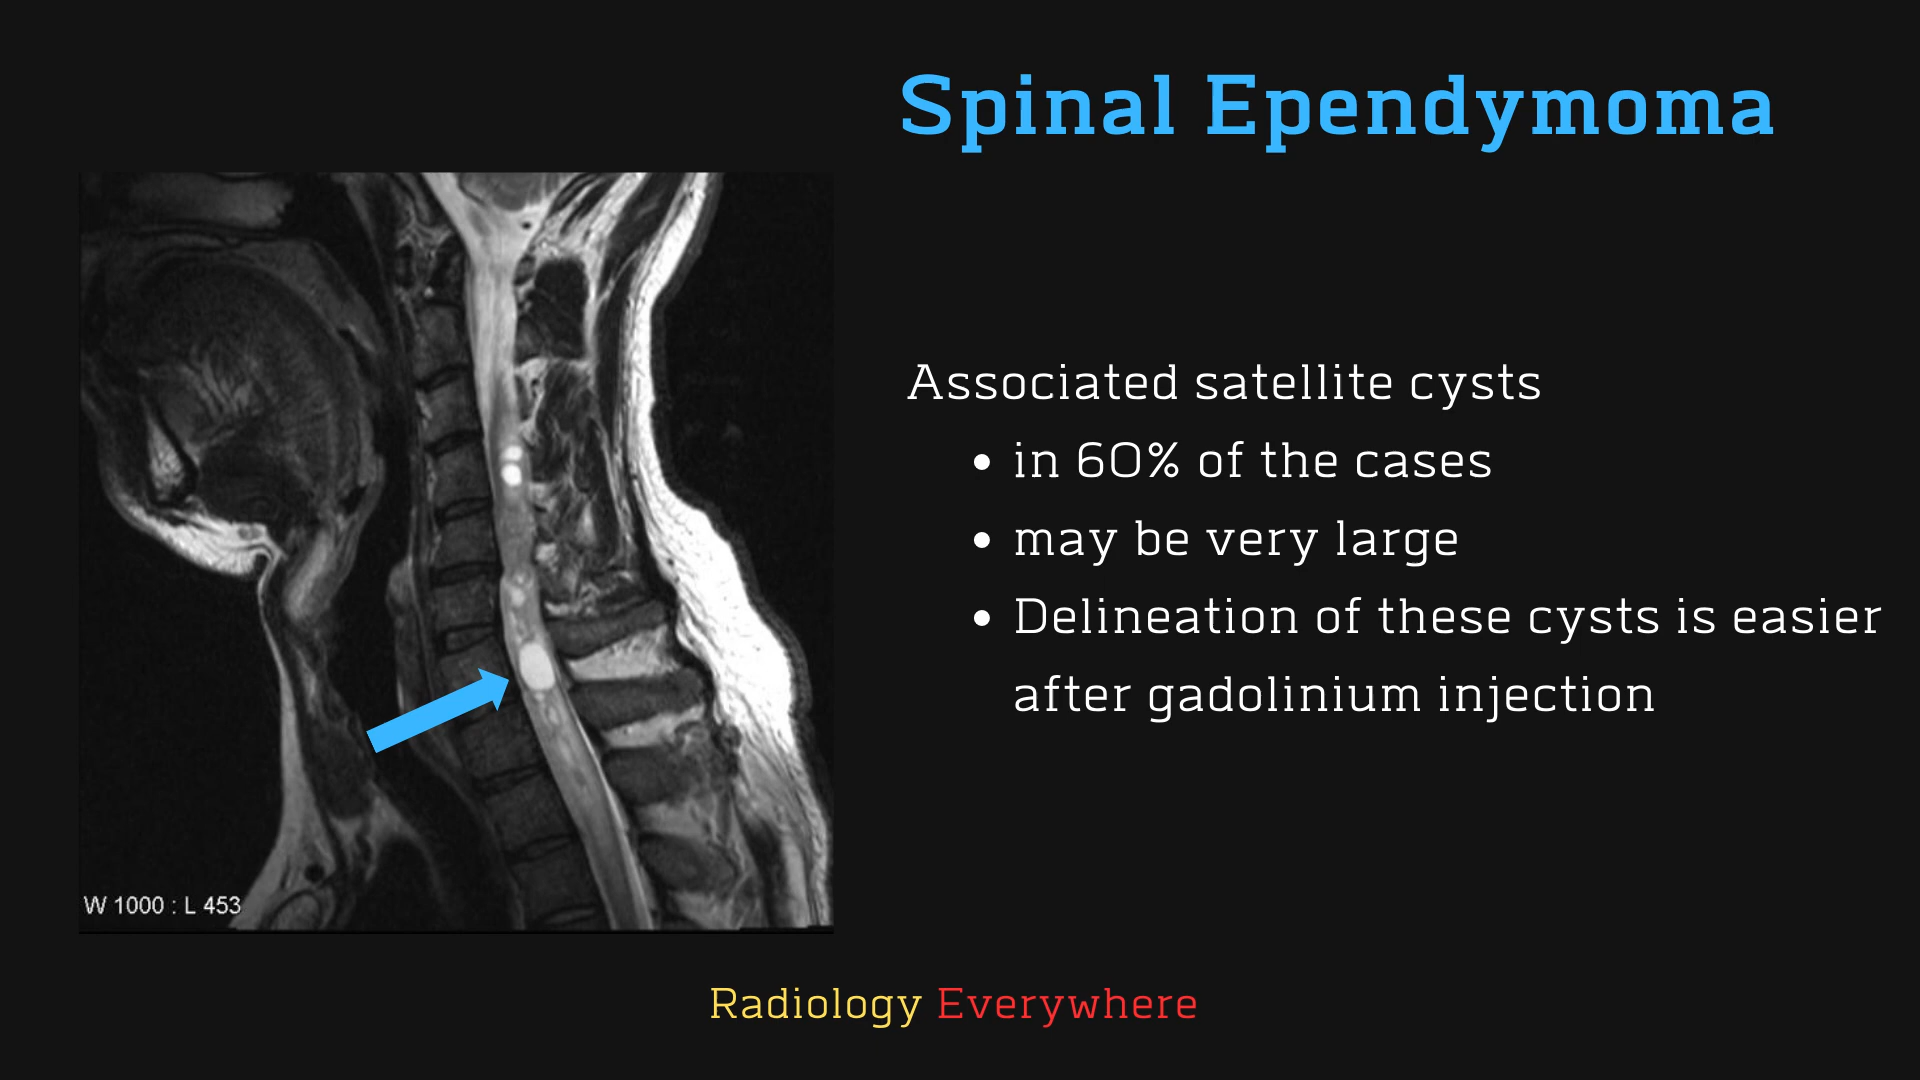 Spinal Ependymoma
Associated satellite cysts
• in 60% of the cases
• may be very large
• Delineation of these cysts is easier
after gadolinium injection
W 1000 : L 453
Radiology Everywhere